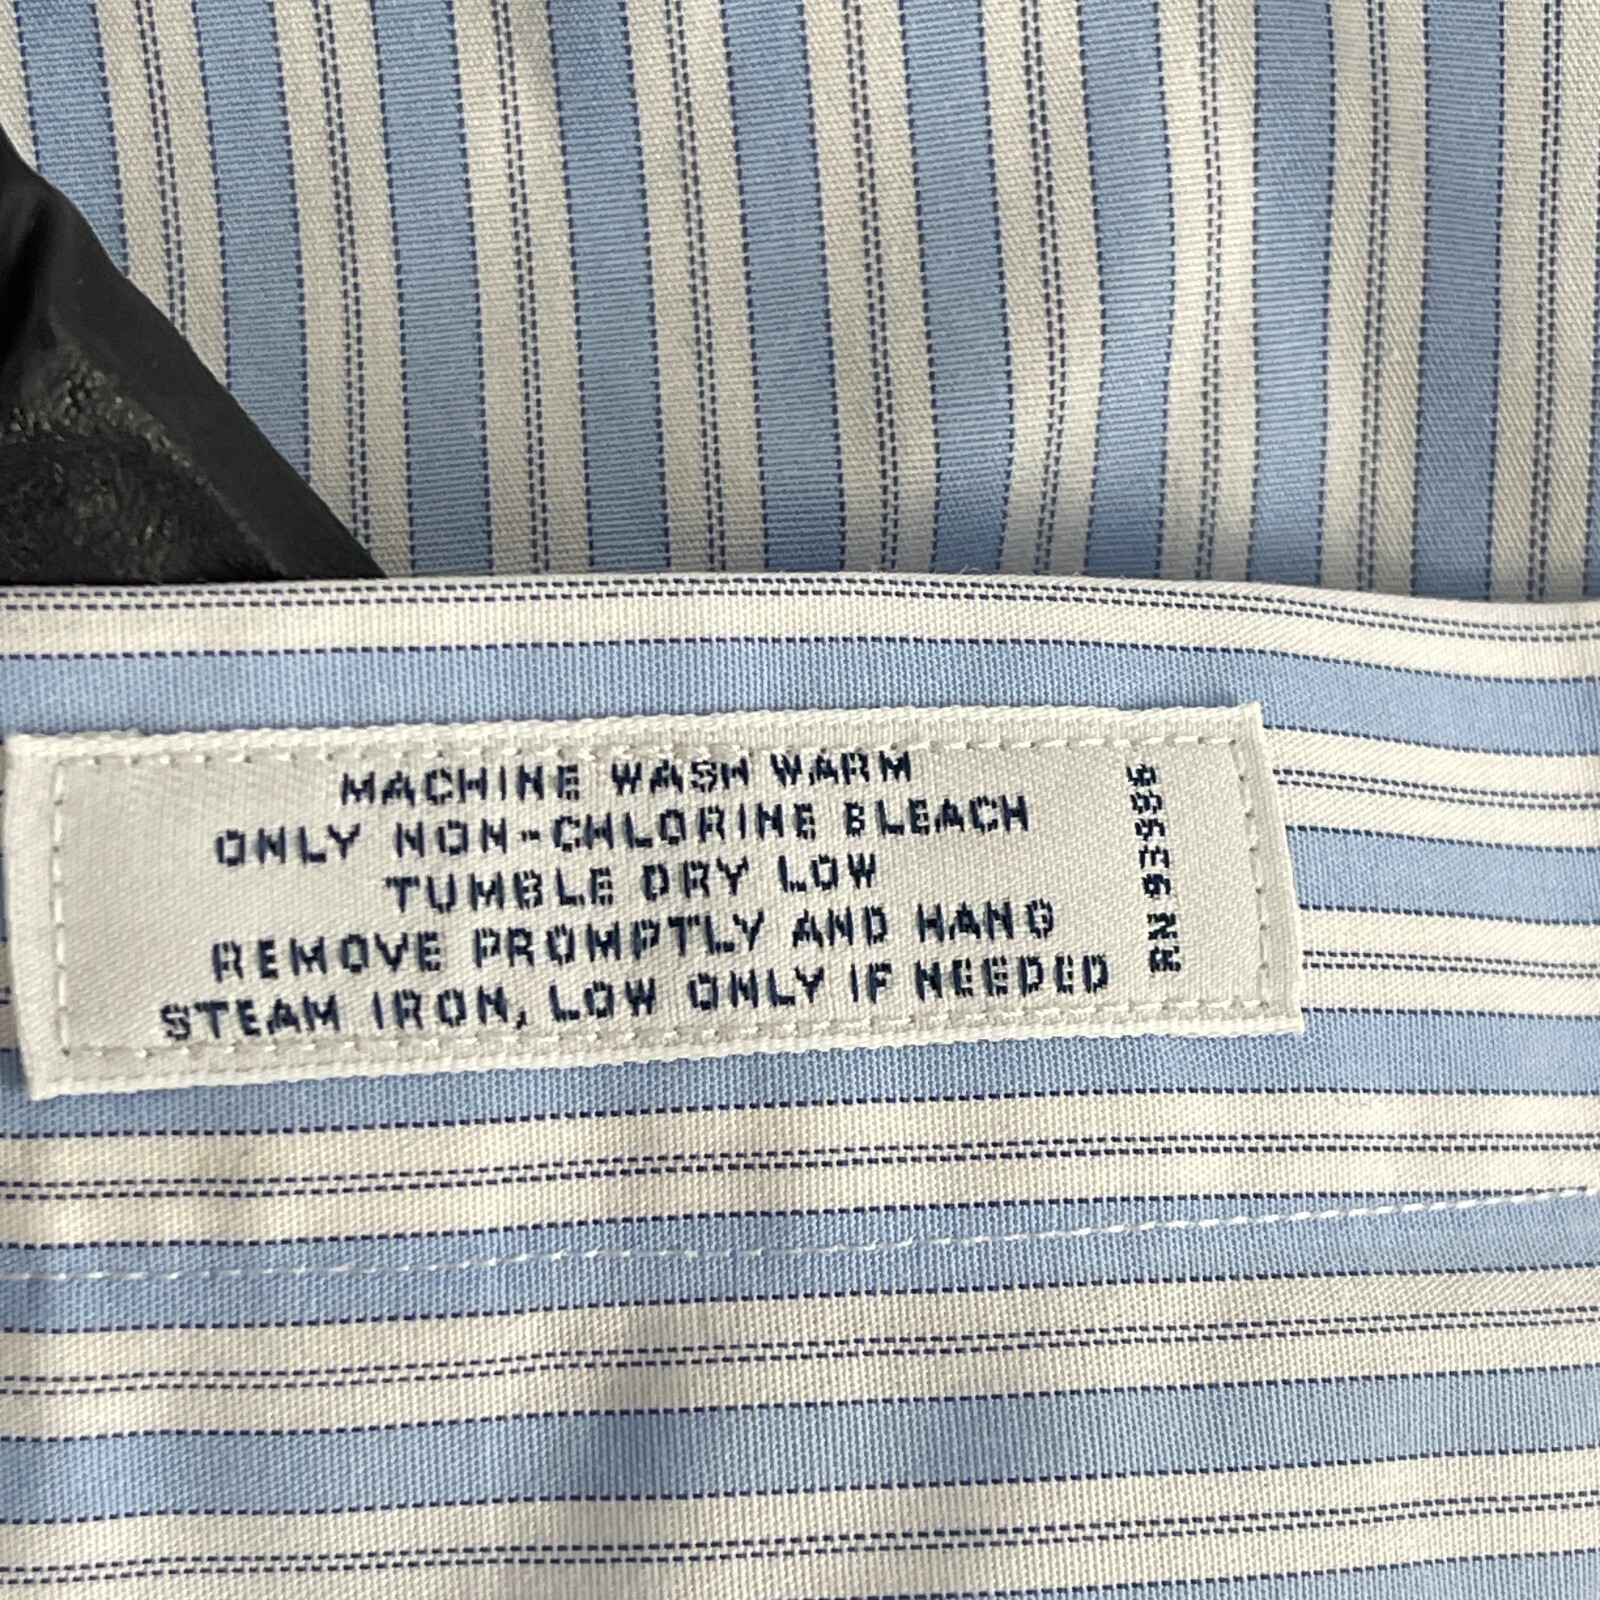 MACHINE WASH WARM
ONLY NON-CHLORINE BLEACH
TUMBLE DRY LOW
REMOVE PROMPTLY AND HANG
STEAM IRON, LOW ONLY IF NEEDED
RN